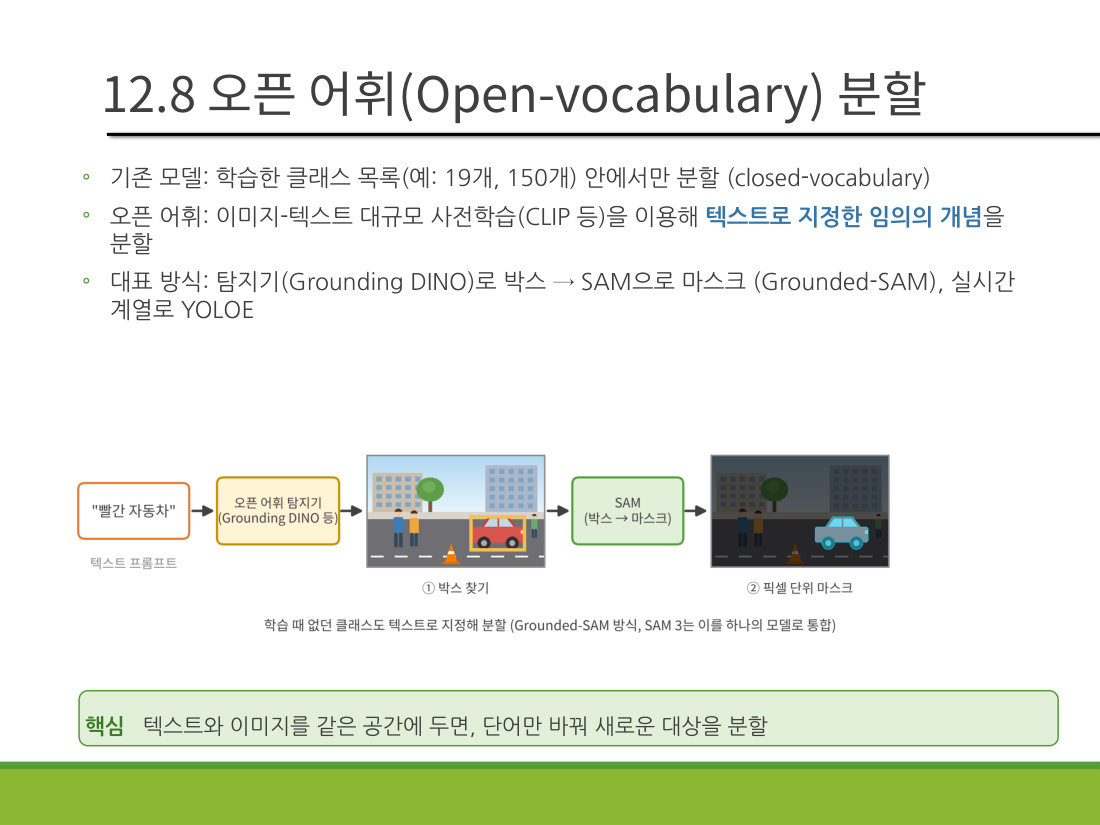 12.8 오픈 어휘(Open-vocabulary) 분할
기존 모델: 학습한 클래스 목록(예: 19개, 150개) 안에서만 분할 (closed-vocabulary)
오픈 어휘: 이미지-텍스트 대규모 사전학습(CLIP 등)을 이용해 텍스트로 지정한 임의의 개념을
분할
대표 방식: 탐지기(Grounding DINO)로 박스 → SAM으로 마스크 (Grounded-SAM), 실시간
계열로 YOLOE
"빨간 자동차"
텍스트 프롬프트
오픈 어휘 탐지기
(Grounding DINO 등)
① 박스 찾기
SAM
(박스 → 마스크)
② 픽셀 단위 마스크
학습 때 없던 클래스도 텍스트로 지정해 분할 (Grounded-SAM 방식, SAM 3는 이를 하나의 모델로 통합)
핵심 텍스트와 이미지를 같은 공간에 두면, 단어만 바꿔 새로운 대상을 분할